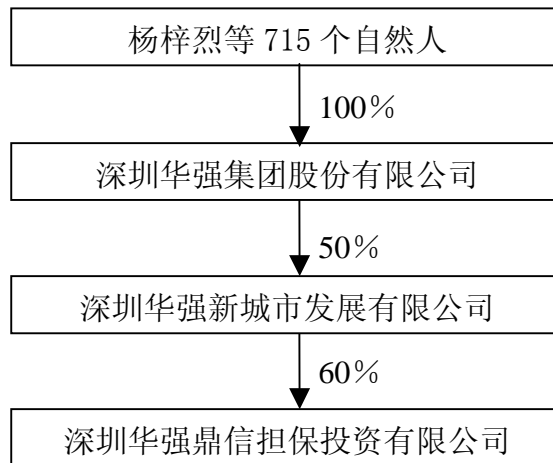 杨梓烈等 715 个自然人
100％
深圳华强集团股份有限公司
50％
深圳华强新城市发展有限公司
60％
深圳华强鼎信担保投资有限公司